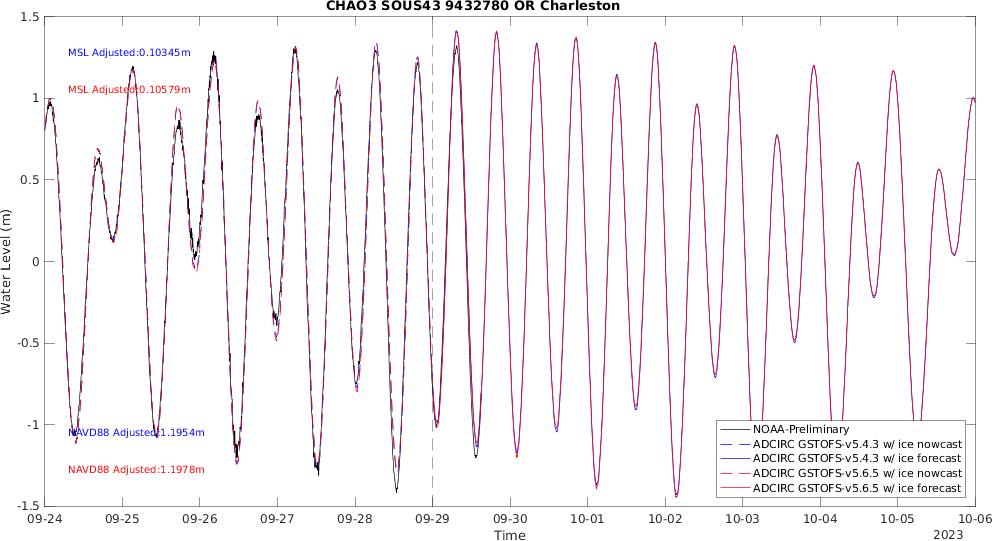 CHAO3 SOUS43 9432780 OR Charleston
1.5
MSL Adjusted:0.10345m
MSL Adjusted:0.10579m
1
0.5
Water Level (m)
0
-0.5
-1
NAVD88 Adjusted:1.1954m
NAVD88 Adjusted:1.1978m
-1.5
NOAA-Preliminary
ADCIRC GSTOFS-v5.4.3 w/ ice nowcast
ADCIRC GSTOFS-v5.4.3 w/ ice forecast
ADCIRC GSTOFS-v5.6.5 w/ ice nowcast
ADCIRC GSTOFS-v5.6.5 w/ ice forecast
09-24 09-25 09-26 09-27 09-28 09-29 09-30 10-01 10-02 10-03 10-04 10-05 10-06
Time
2023